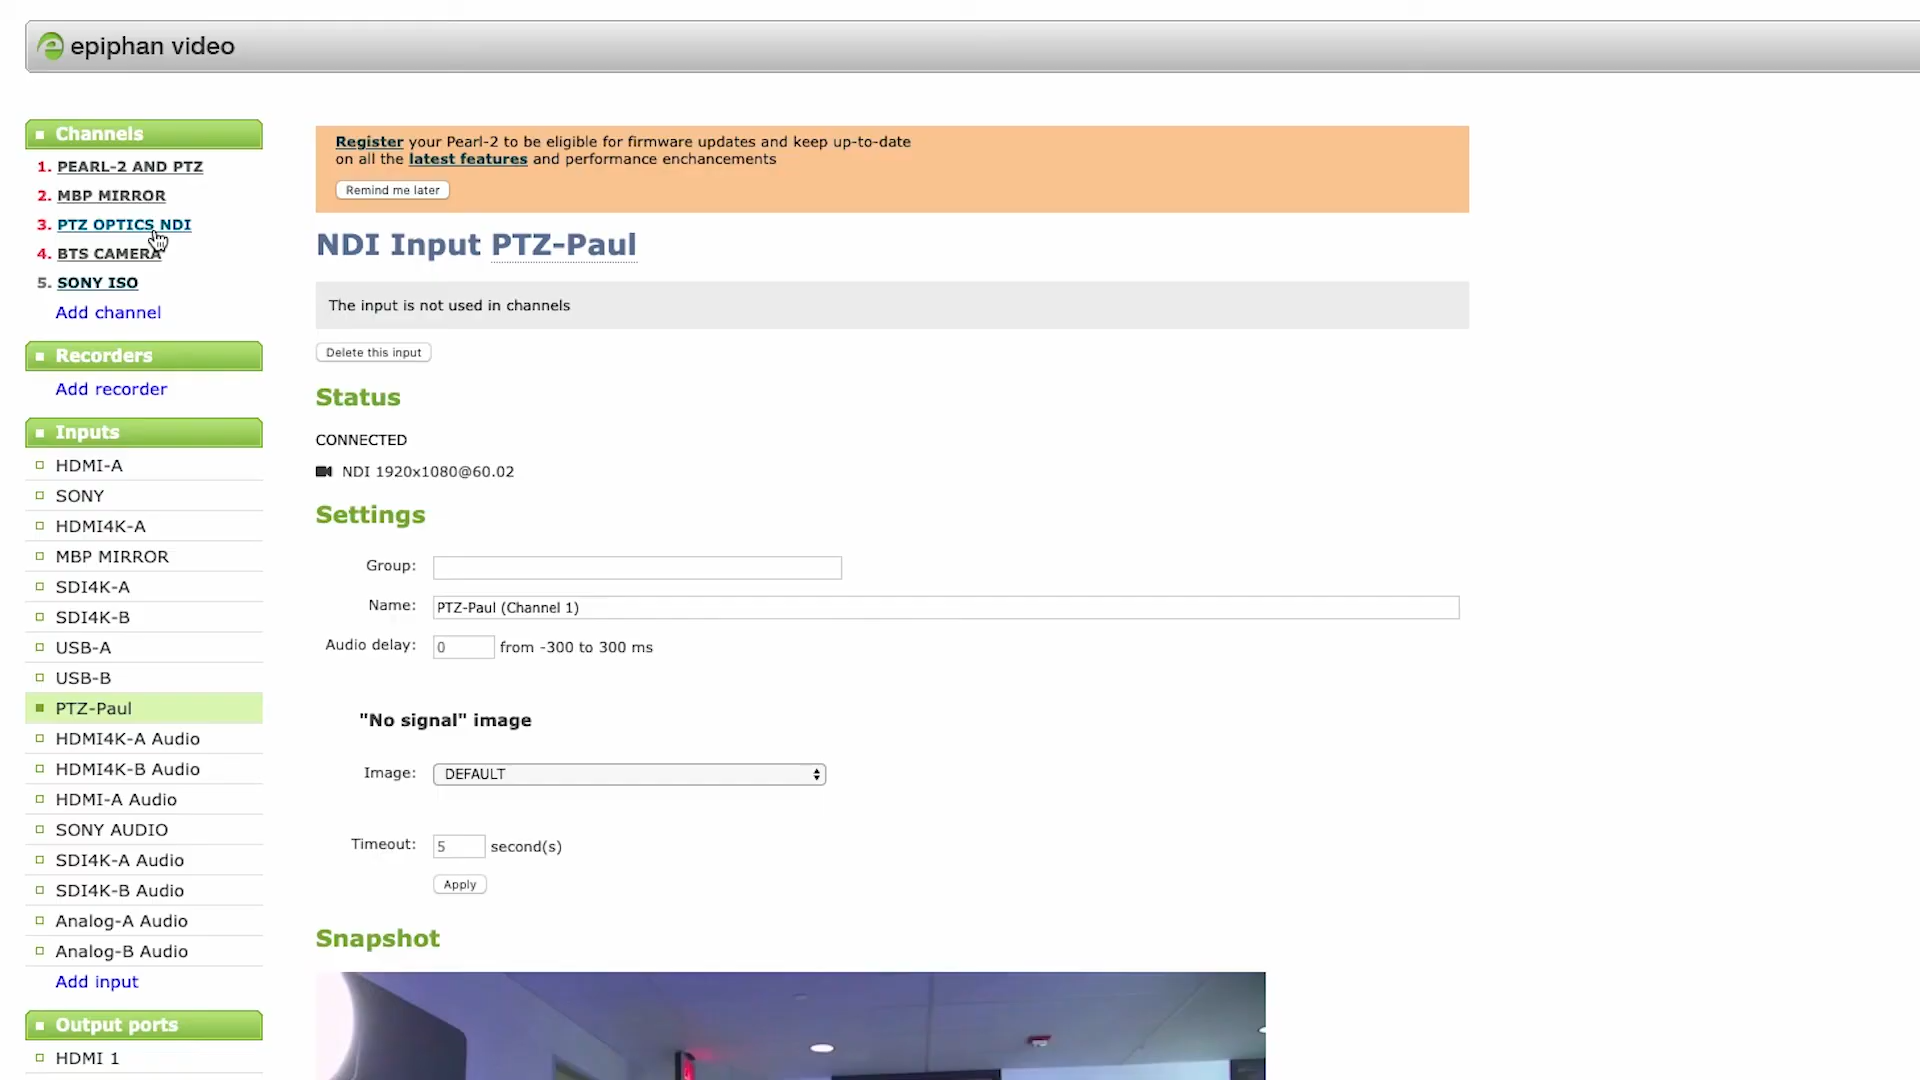 epiphan video
Channels
1. PEARL-2 AND PTZ
2. MBP MIRROR
3. PTZ OPTICS NDI
4. BTS CAMERA
5. SONY ISO
Add channel
Recorders
Add recorder
Inputs
HDMI-A
SONY
HDMI4K-A
MBP MIRROR
SDI4K-A
SDI4K-B
USB-A
USB-B
PTZ-Paul
HDMI4K-A Audio
HDMI4K-B Audio
HDMI-A Audio
SONY AUDIO
SDI4K-A Audio
SDI4K-B Audio
Analog-A Audio
Analog-B Audio
Add input
Output ports
HDMI 1
Register your Pearl-2 to be eligible for firmware updates and keep up-to-date
on all the latest features and performance enchancements
Remind me later
NDI Input PTZ-Paul
The input is not used in channels
Delete this input
Status
CONNECTED
NDI 1920x1080@60.02
Settings
Group:
Name: PTZ-Paul (Channel 1)
Audio delay: 0 from -300 to 300 ms
"No signal" image
Image: DEFAULT
Timeout: 5 second(s)
Apply
Snapshot